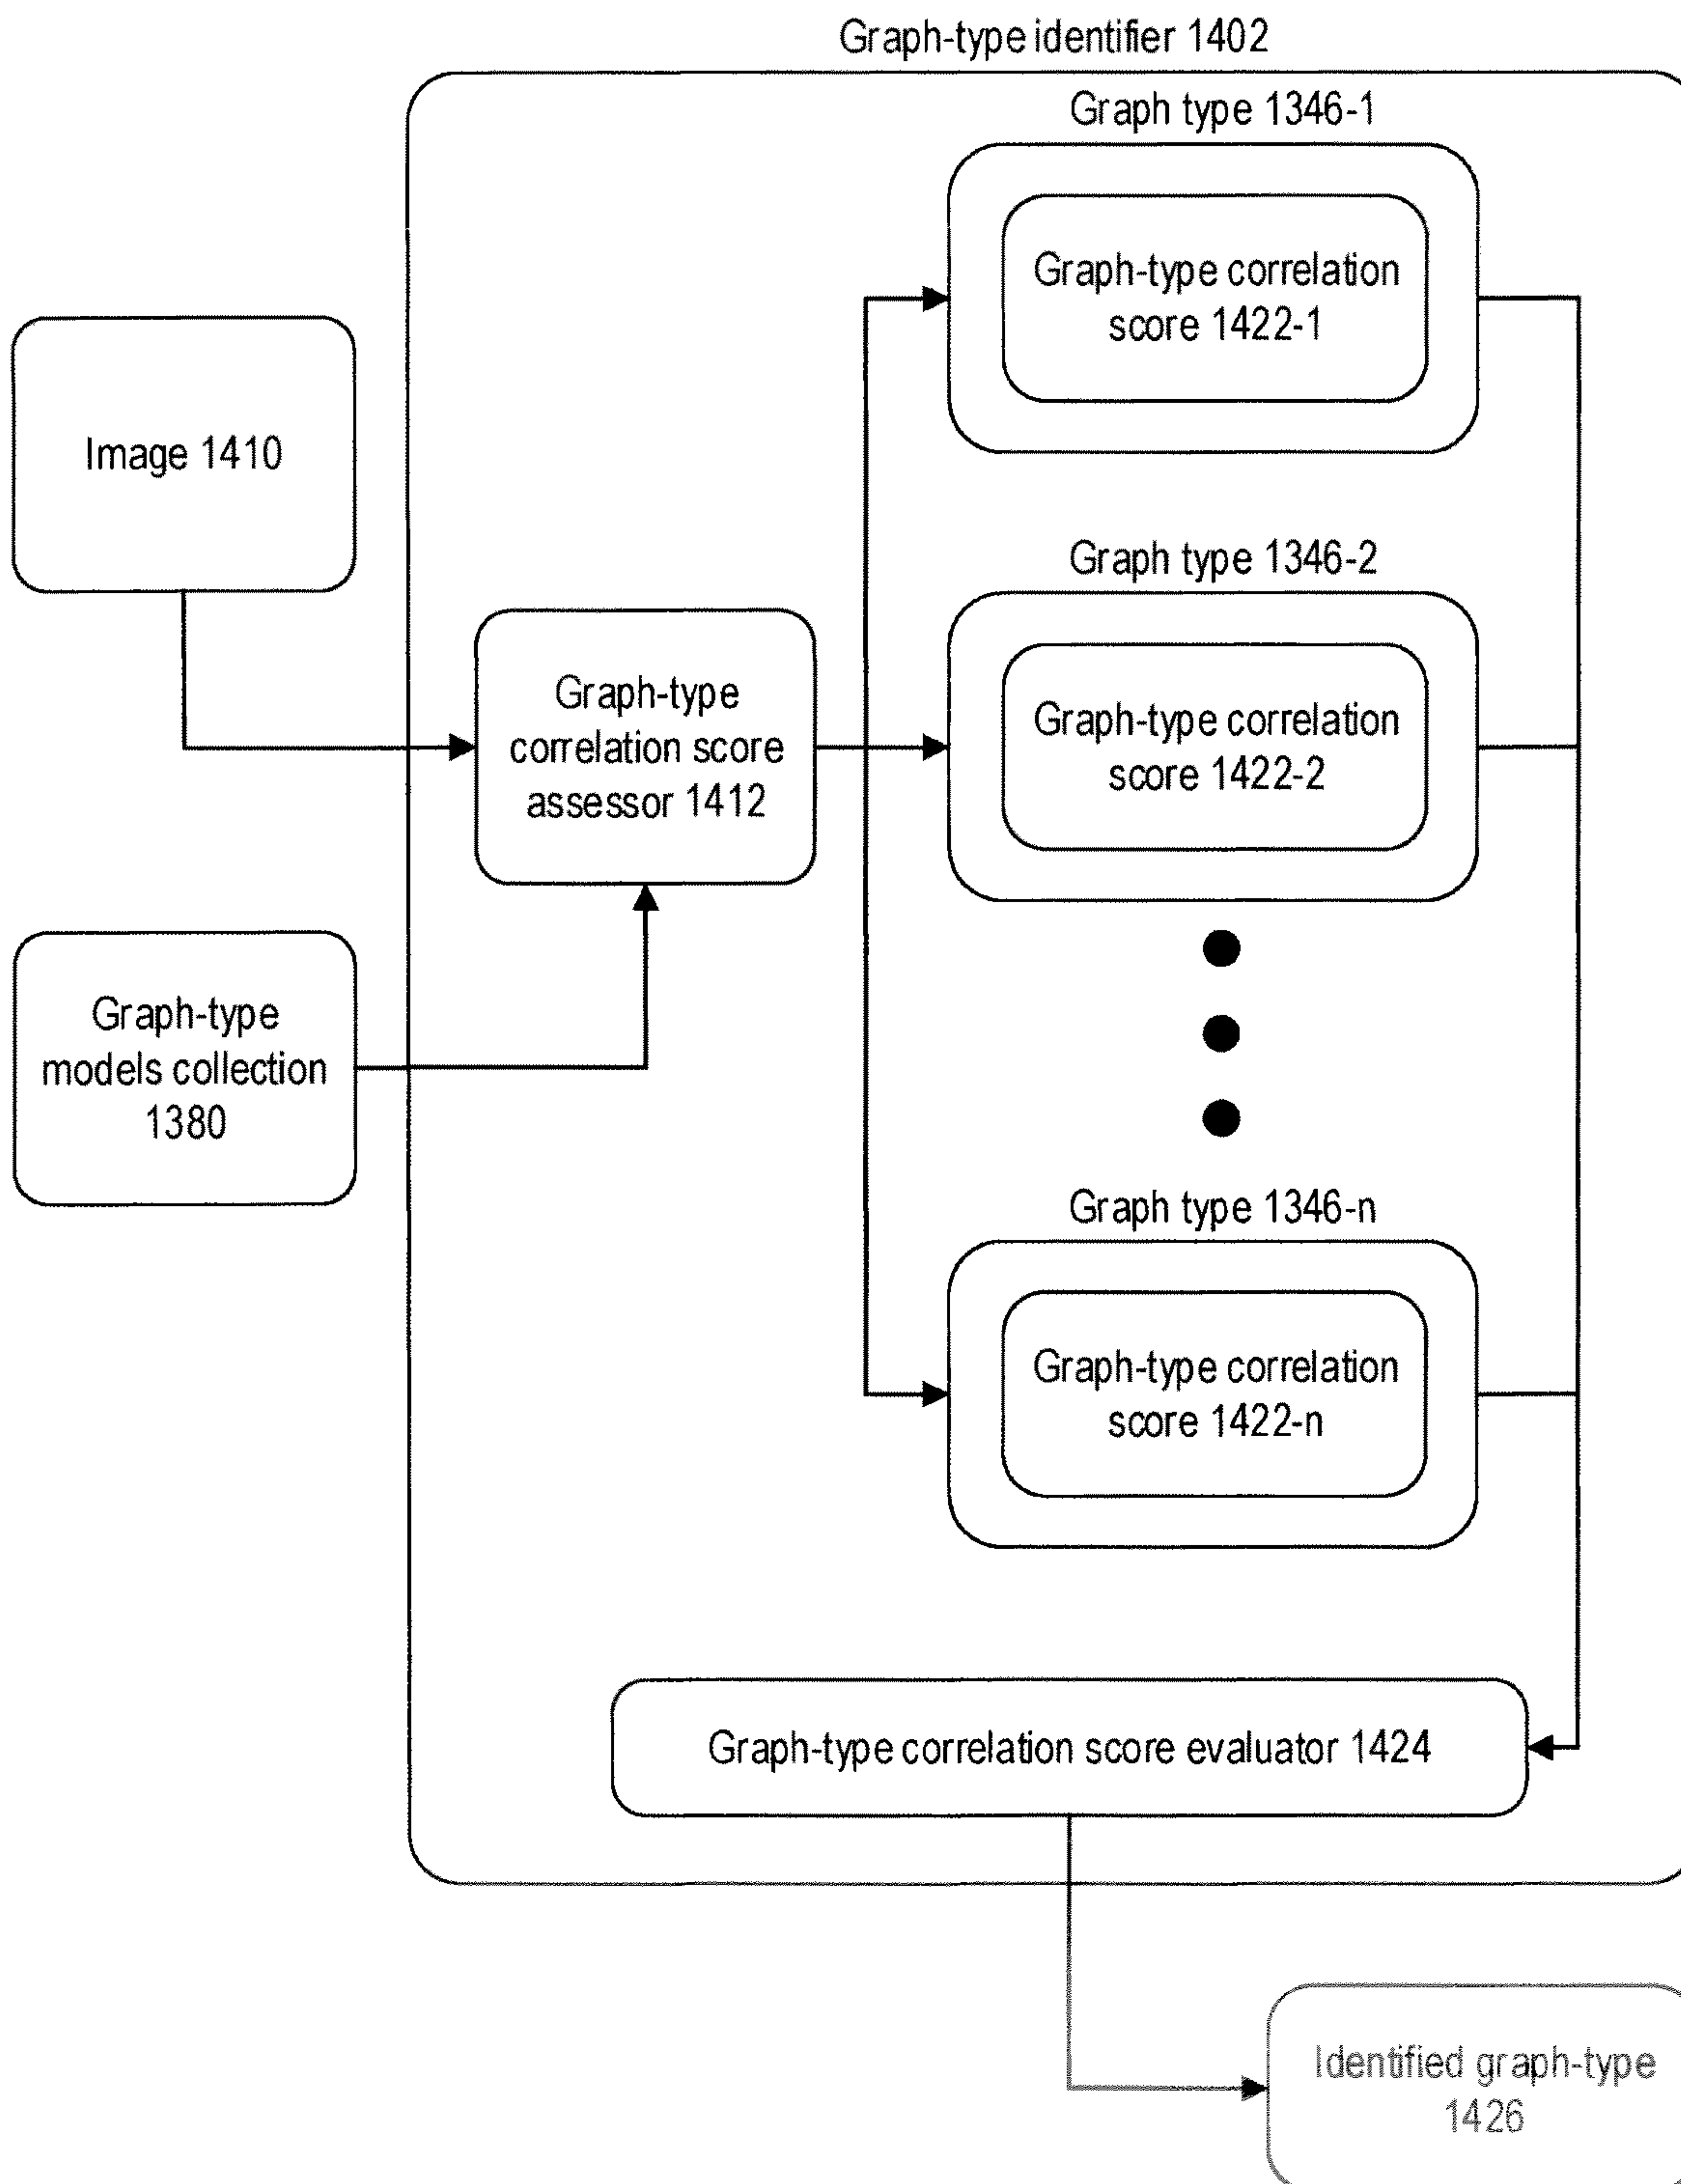 Graph-type identifier 1402
Graph type 1346-1
Graph-type correlation
score 1422-1
Image 1410
Graph type 1346-2
Graph-type
correlation score
assessor 1412
Graph-type correlation
score 1422-2
Graph-type
models collection
1380
Graph type 1346-n
Graph-type correlation
score 1422-n
Graph-type correlation score evaluator 1424
Identified graph-type
1426